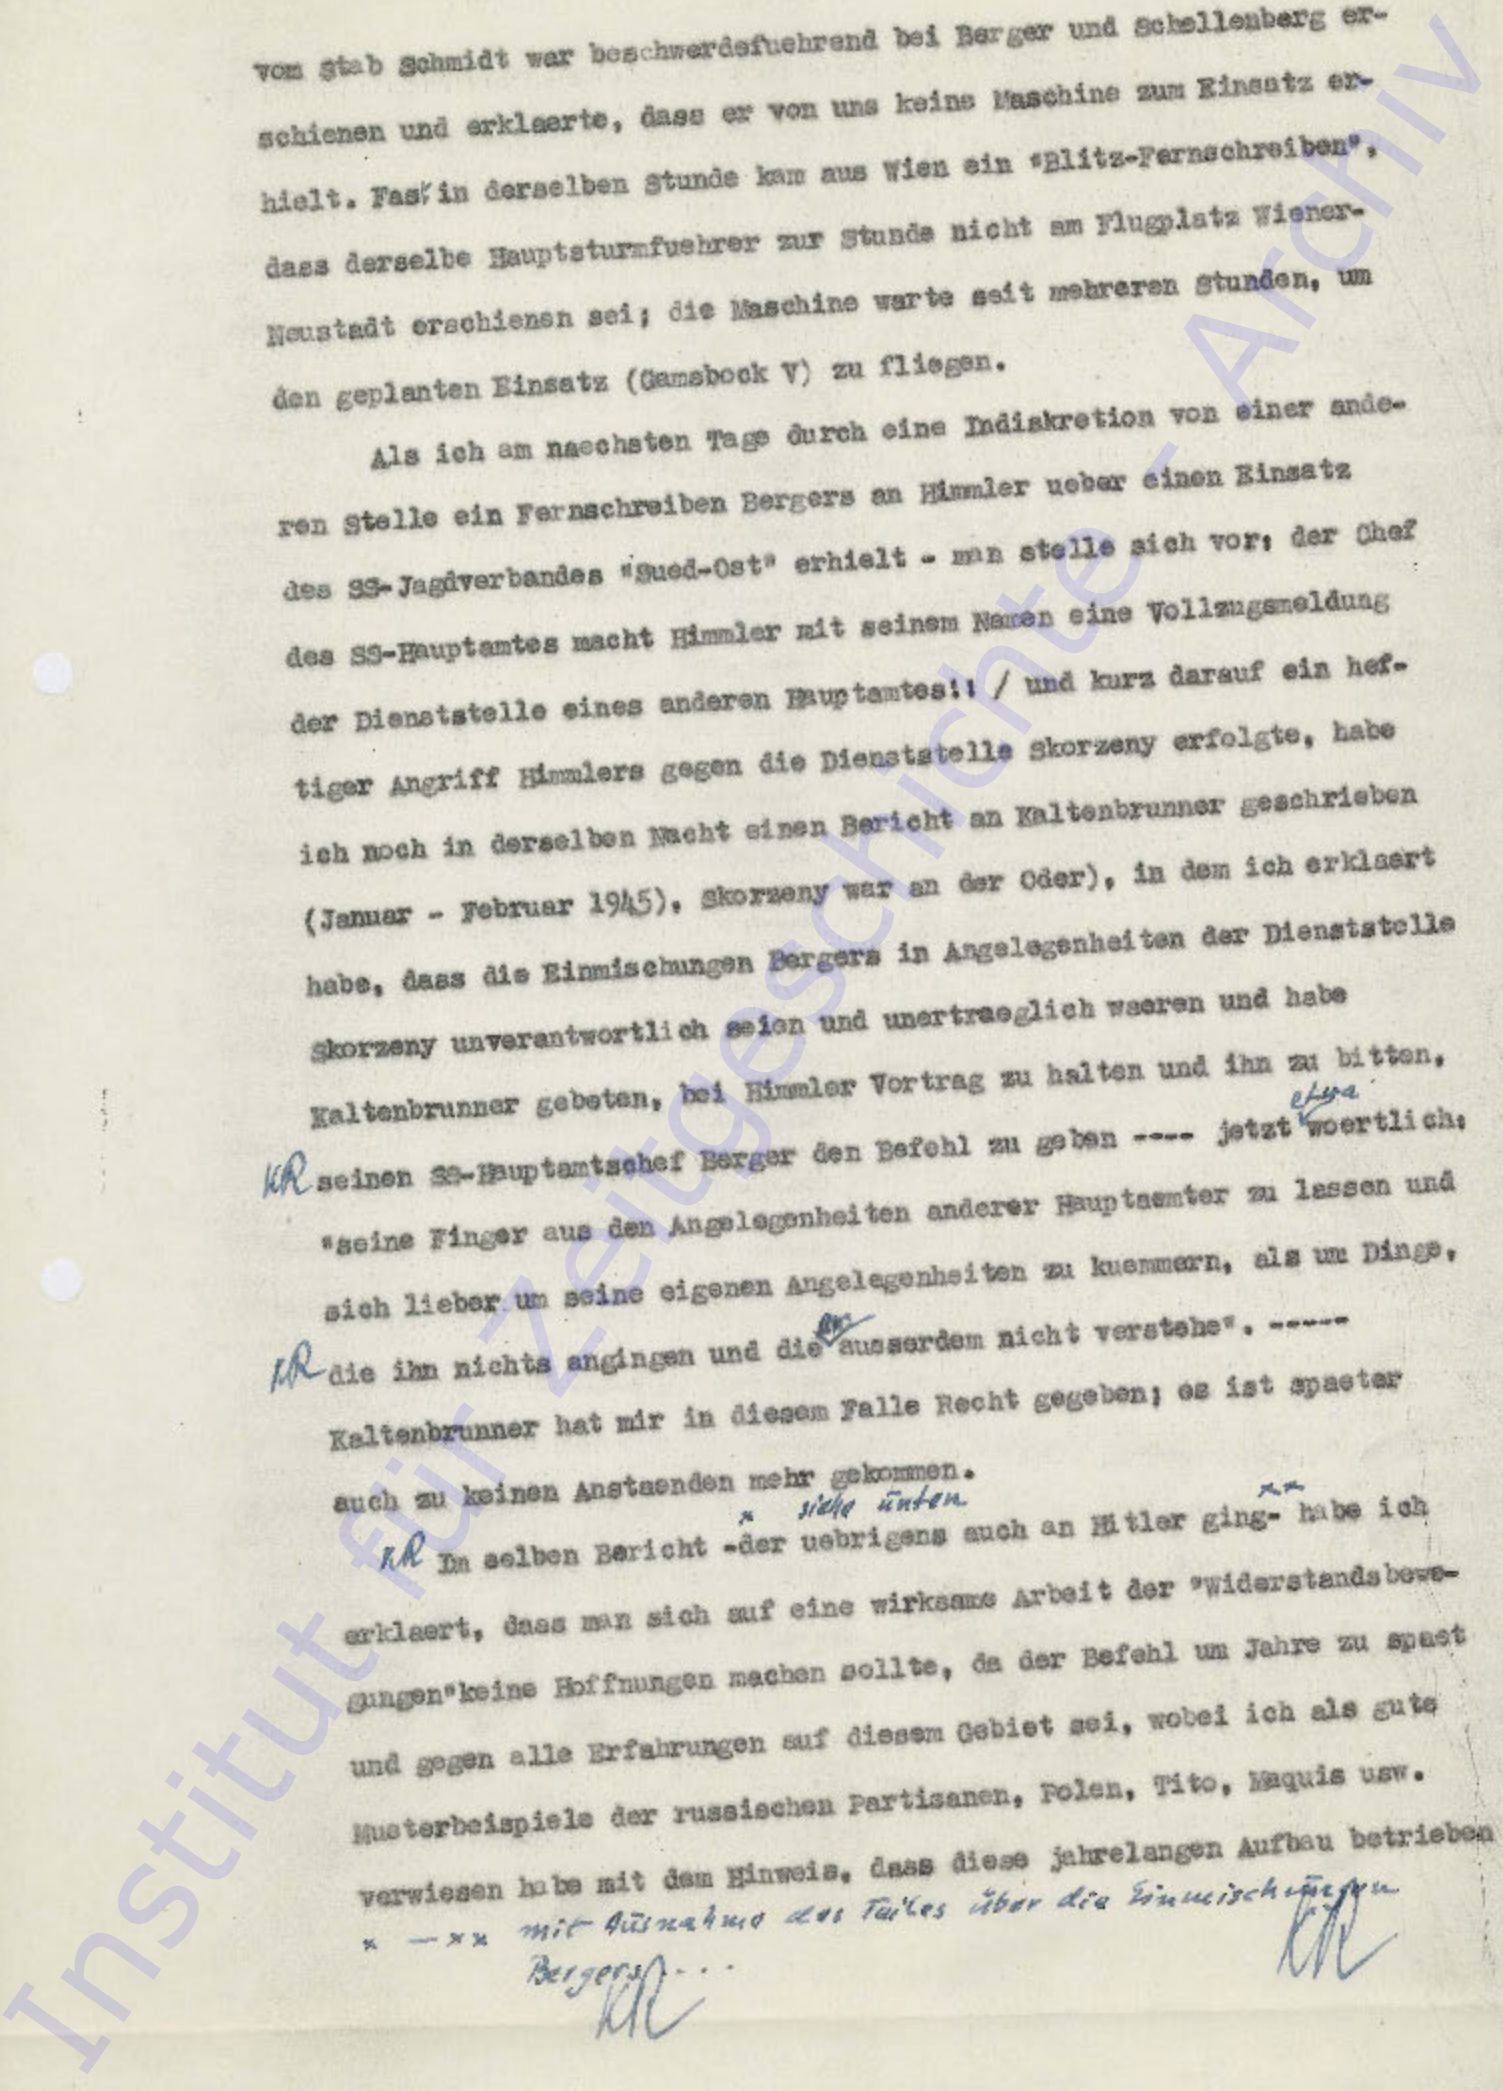 vom Stab Schmidt war beschwerdefuehrend bei Berger und Schellenberg er-
schienen und erklaerte, dass er von uns keine Maschine zum Einsatz er-
hielt. Fast in derselben Stunde kam aus Wien ein "Blitz-Fernschreiben",
dass derselbe Hauptsturmfuehrer zur Stunde nicht am Flugplatz Wiener-
Neustadt erschienen sei; die Maschine warte seit mehreren Stunden, um
den geplanten Einsatz (Gamsbock V) zu fliegen.
Als ich am naechsten Tage durch eine Indiskretion von einer ande-
ren Stelle ein Fernschreiben Bergers an Himmler ueber einen Einsatz
des SS-Jagdverbandes "Sued-Ost" erhielt - man stelle sich vor: der Chef
des SS-Hauptamtes macht Himmler mit seinem Namen eine Vollzugsmeldung
der Dienststelle eines anderen Hauptamtes!! / und kurz darauf ein hef-
tiger Angriff Himmlers gegen die Dienststelle Skorzeny erfolgte, habe
ich noch in derselben Nacht einen Bericht an Kaltenbrunner geschrieben
(Januar - Februar 1945), Skorzeny war an der Oder), in dem ich erklaert
habe, dass die Einmischungen Bergers in Angelegenheiten der Dienststelle
Skorzeny unverantwortlich seien und unertraeglich waeren und habe
Kaltenbrunner gebeten, bei Himmler Vortrag zu halten und ihn zu bitten,
etwa
KR seinen SS-Hauptamtschef Berger den Befehl zu geben ---- jetzt woertlich:
"seine Finger aus den Angelegenheiten anderer Hauptaemter zu lassen und
sich lieber um seine eigenen Angelegenheiten zu kuemmern, als um Dinge,
er
KR die ihn nichts angingen und die ausserdem nicht verstehe". -----
Kaltenbrunner hat mir in diesem Falle Recht gegeben; es ist spaeter
auch zu keinen Anstaenden mehr gekommen.
x siehe unten xx
KR Im selben Bericht -der uebrigens auch an Hitler ging- habe ich
erklaert, dass man sich auf eine wirksame Arbeit der "Widerstandsbewe-
gungen"keine Hoffnungen machen sollte, da der Befehl um Jahre zu spaet
und gegen alle Erfahrungen auf diesem Gebiet sei, wobei ich als gute
Musterbeispiele der russischen Partisanen, Polen, Tito, Maquis usw.
verwiesen habe mit dem Hinweis, dass diese jahrelangen Aufbau betrieben
x — xx mit Ausnahme des Teiles über die Einmischungen
Bergers .... KR
KR
Institut für Zeitgeschichte - Archiv